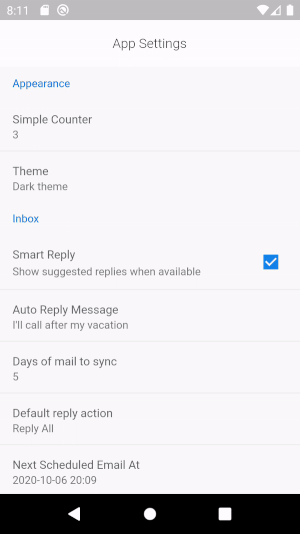 8:11
App Settings
Appearance
Simple Counter
3
Theme
Dark theme
Inbox
Smart Reply
Show suggested replies when available
Auto Reply Message
I'll call after my vacation
Days of mail to sync
5
Default reply action
Reply All
Next Scheduled Email At
2020-10-06 20:09